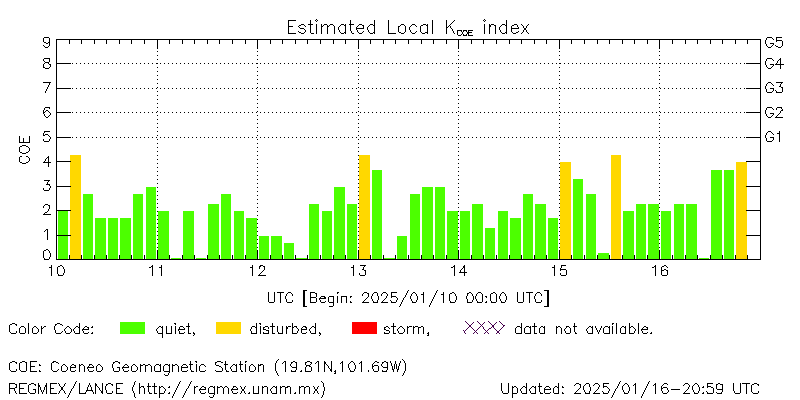 Estimated Local KCOE index
9
8
7
6
5
4
3
2
1
0
COE
G5
G4
G3
G2
G1
10 11 12 13 14 15 16
UTC [Begin: 2025/01/10 00:00 UTC]
Color Code: quiet, disturbed, storm, data not available.
COE: Coeneo Geomagnetic Station (19.81N,101.69W)
REGMEX/LANCE (http://regmex.unam.mx) Updated: 2025/01/16-20:59 UTC